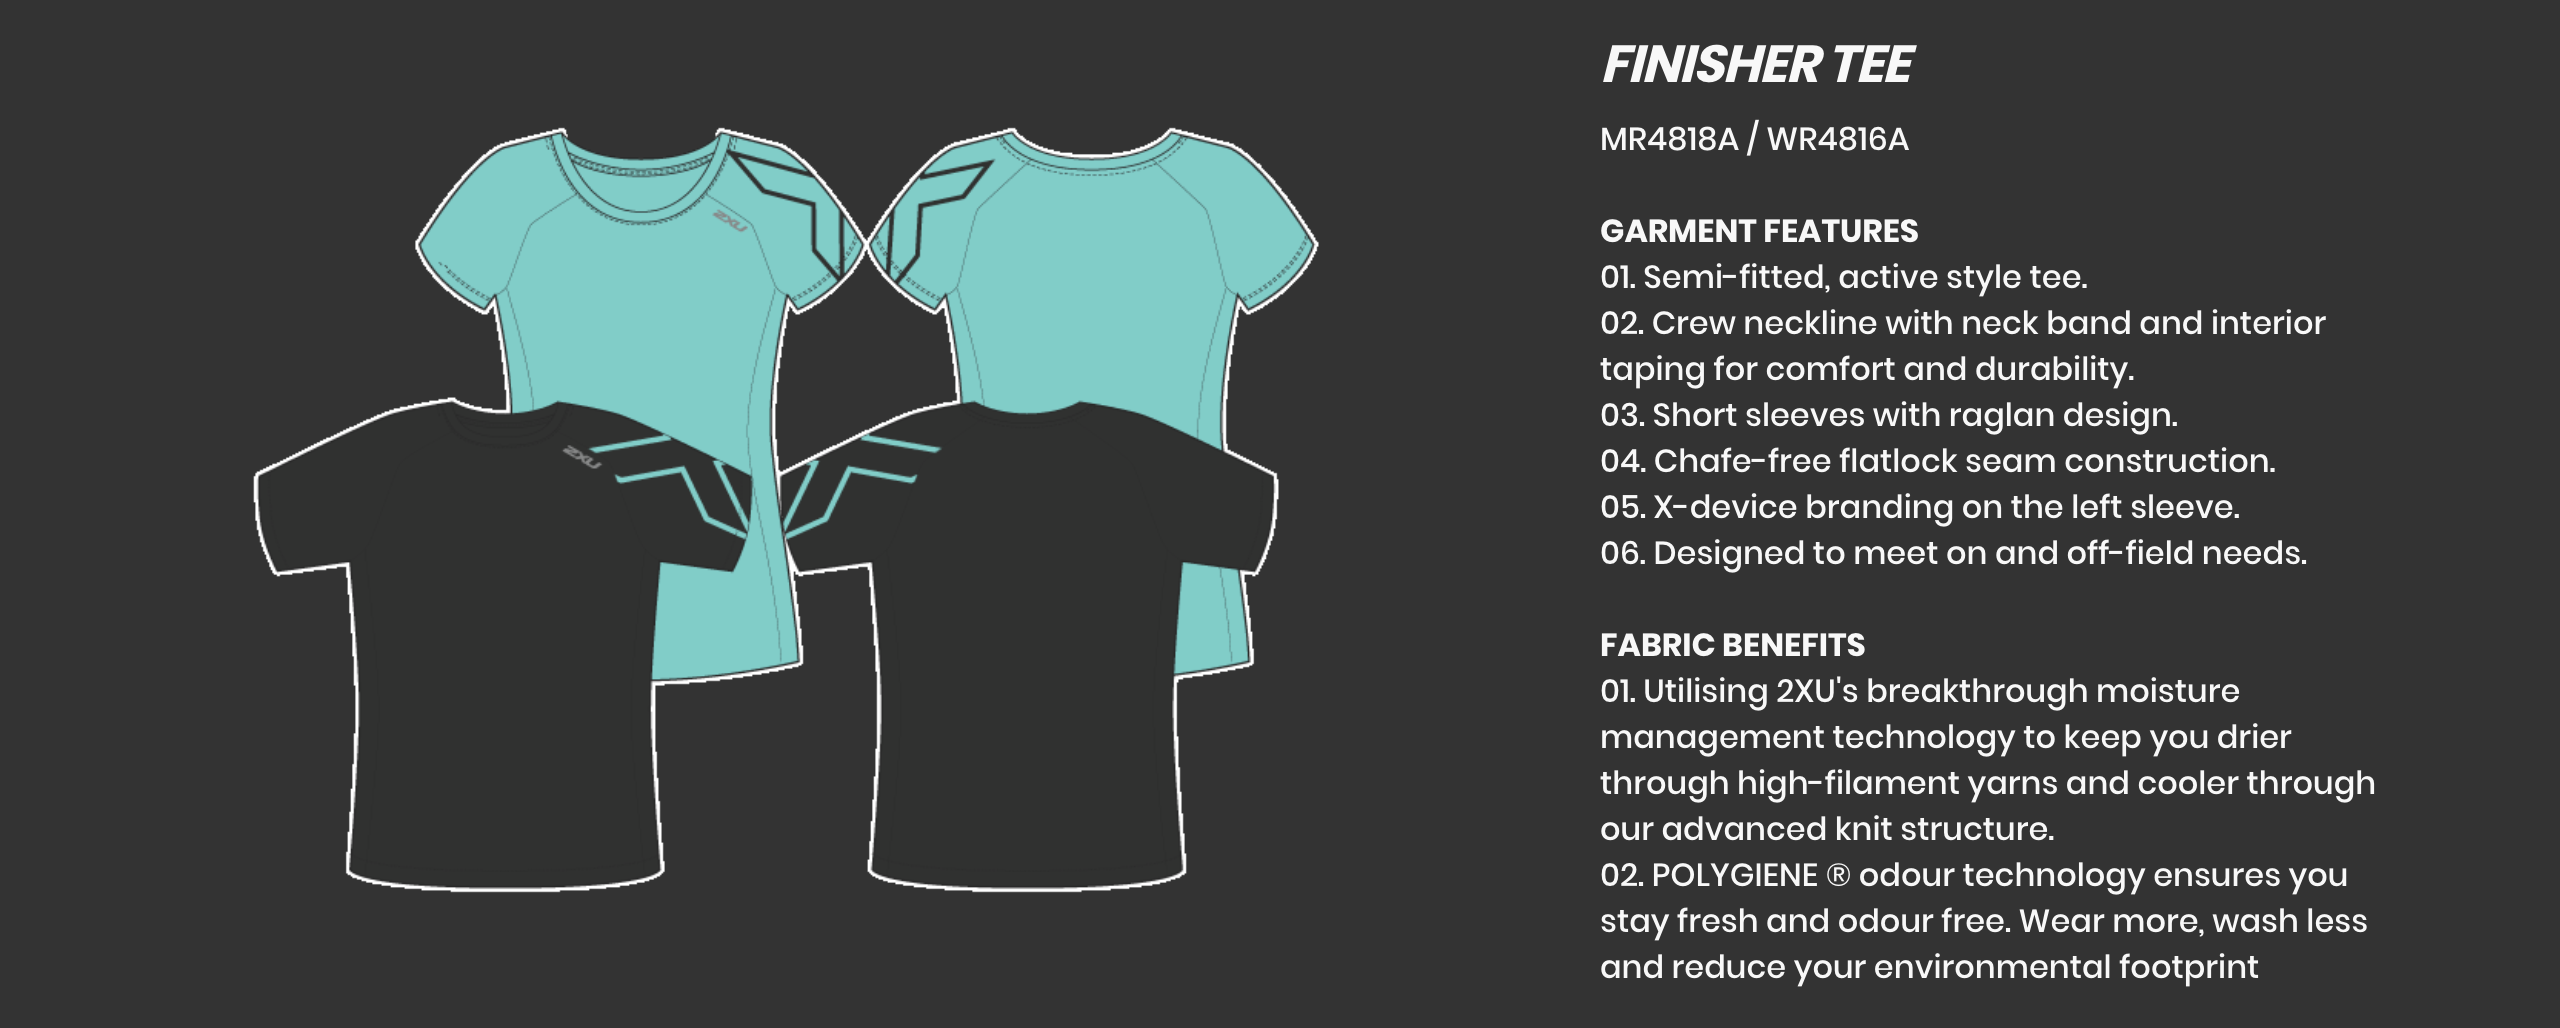 FINISHER TEE
MR4818A / WR4816A
GARMENT FEATURES
01. Semi-fitted, active style tee.
02. Crew neckline with neck band and interior
taping for comfort and durability.
03. Short sleeves with raglan design.
04. Chafe-free flatlock seam construction.
05. X-device branding on the left sleeve.
06. Designed to meet on and off-field needs.
FABRIC BENEFITS
01. Utilising 2XU's breakthrough moisture
management technology to keep you drier
through high-filament yarns and cooler through
our advanced knit structure.
02. POLYGIENE ® odour technology ensures you
stay fresh and odour free. Wear more, wash less
and reduce your environmental footprint
2XU
2XU